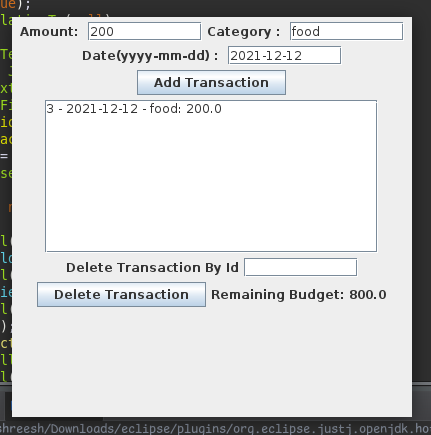 ue);
Amount: 200 Category : food
Date(yyyy-mm-dd) : 2021-12-12
Add Transaction
3 - 2021-12-12 - food: 200.0
Delete Transaction By Id
Delete Transaction Remaining Budget: 800.0
shreesh/Downloads/eclipse/plugins/org.eclipse.justj.openjdk.ho